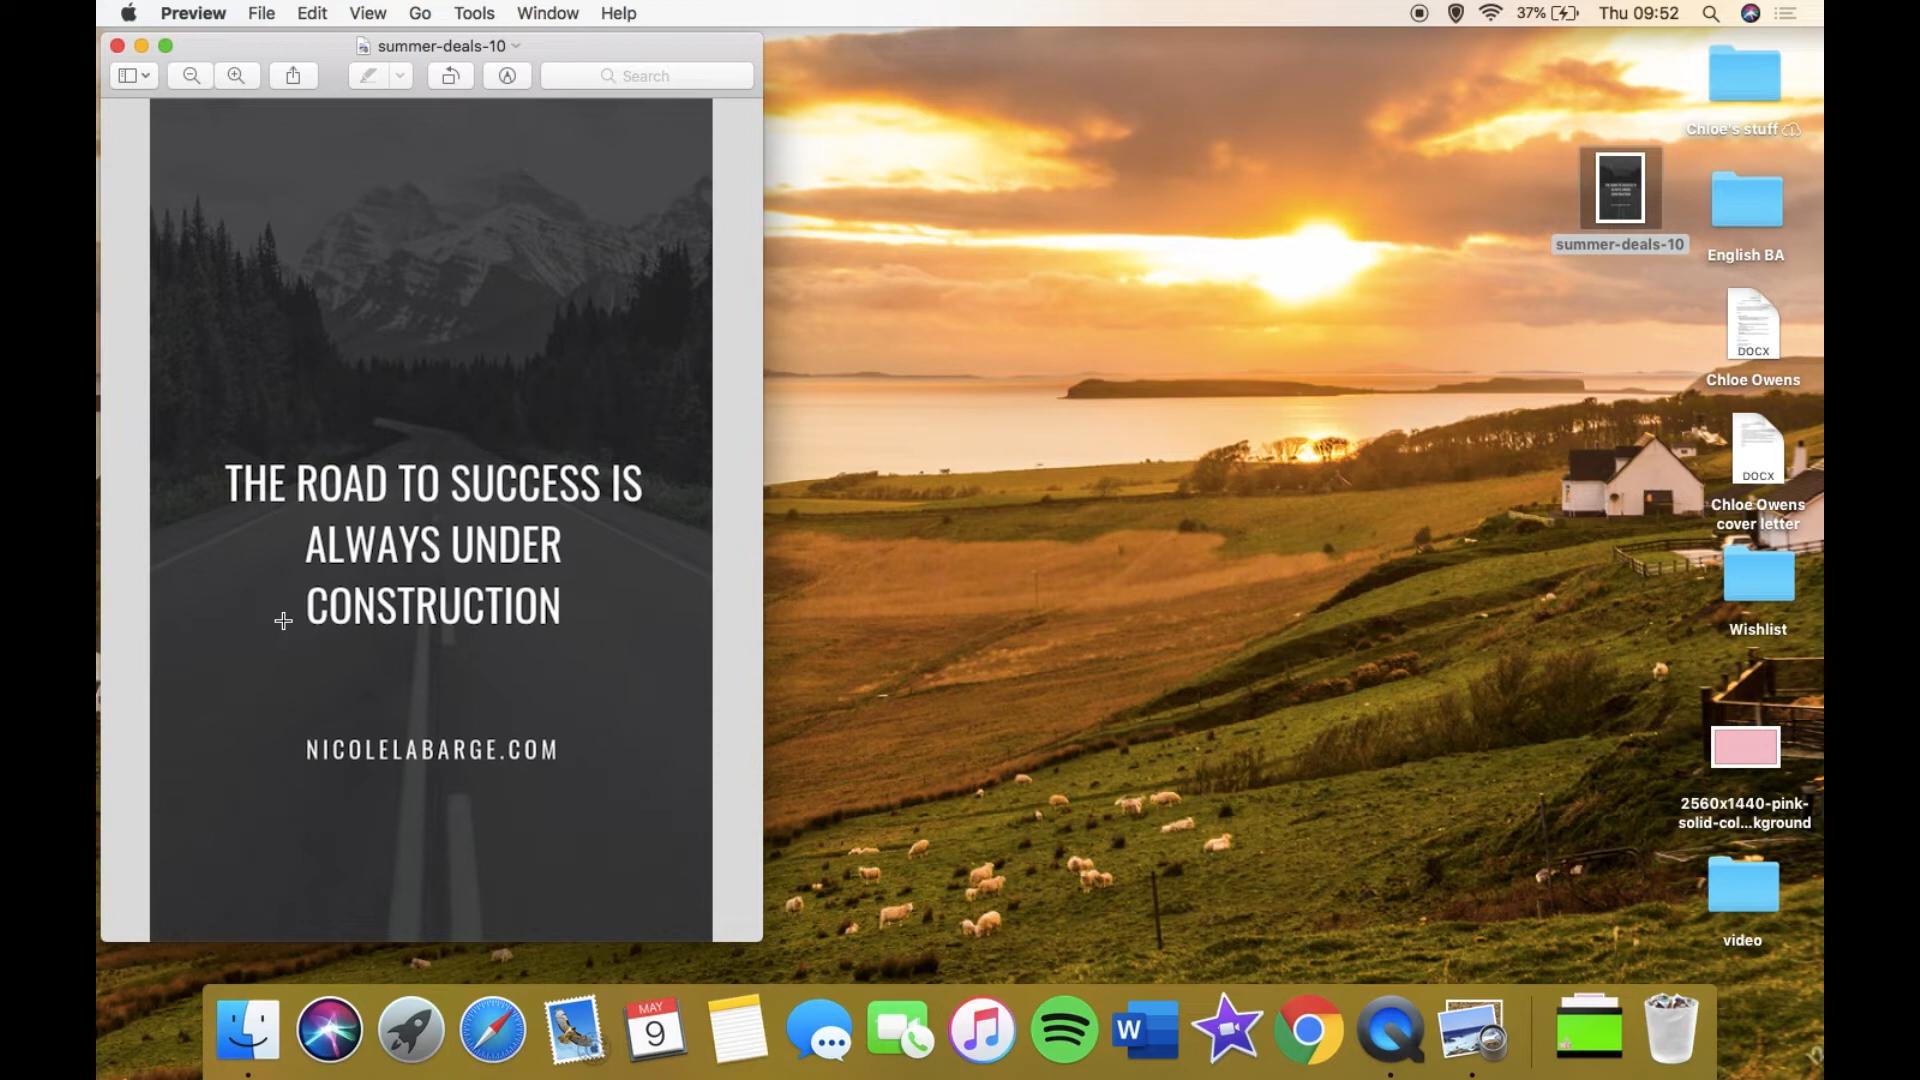 Preview File Edit View Go Tools Window Help
37% Thu 09:52
summer-deals-10
Search
THE ROAD TO SUCCESS IS
ALWAYS UNDER
CONSTRUCTION
NICOLELABARGE.COM
Chloe's stuff
summer-deals-10
English BA
DOCX
Chloe Owens
DOCX
Chloe Owens
cover letter
Wishlist
2560x1440-pink-
solid-col...kground
video
MAY
9
W